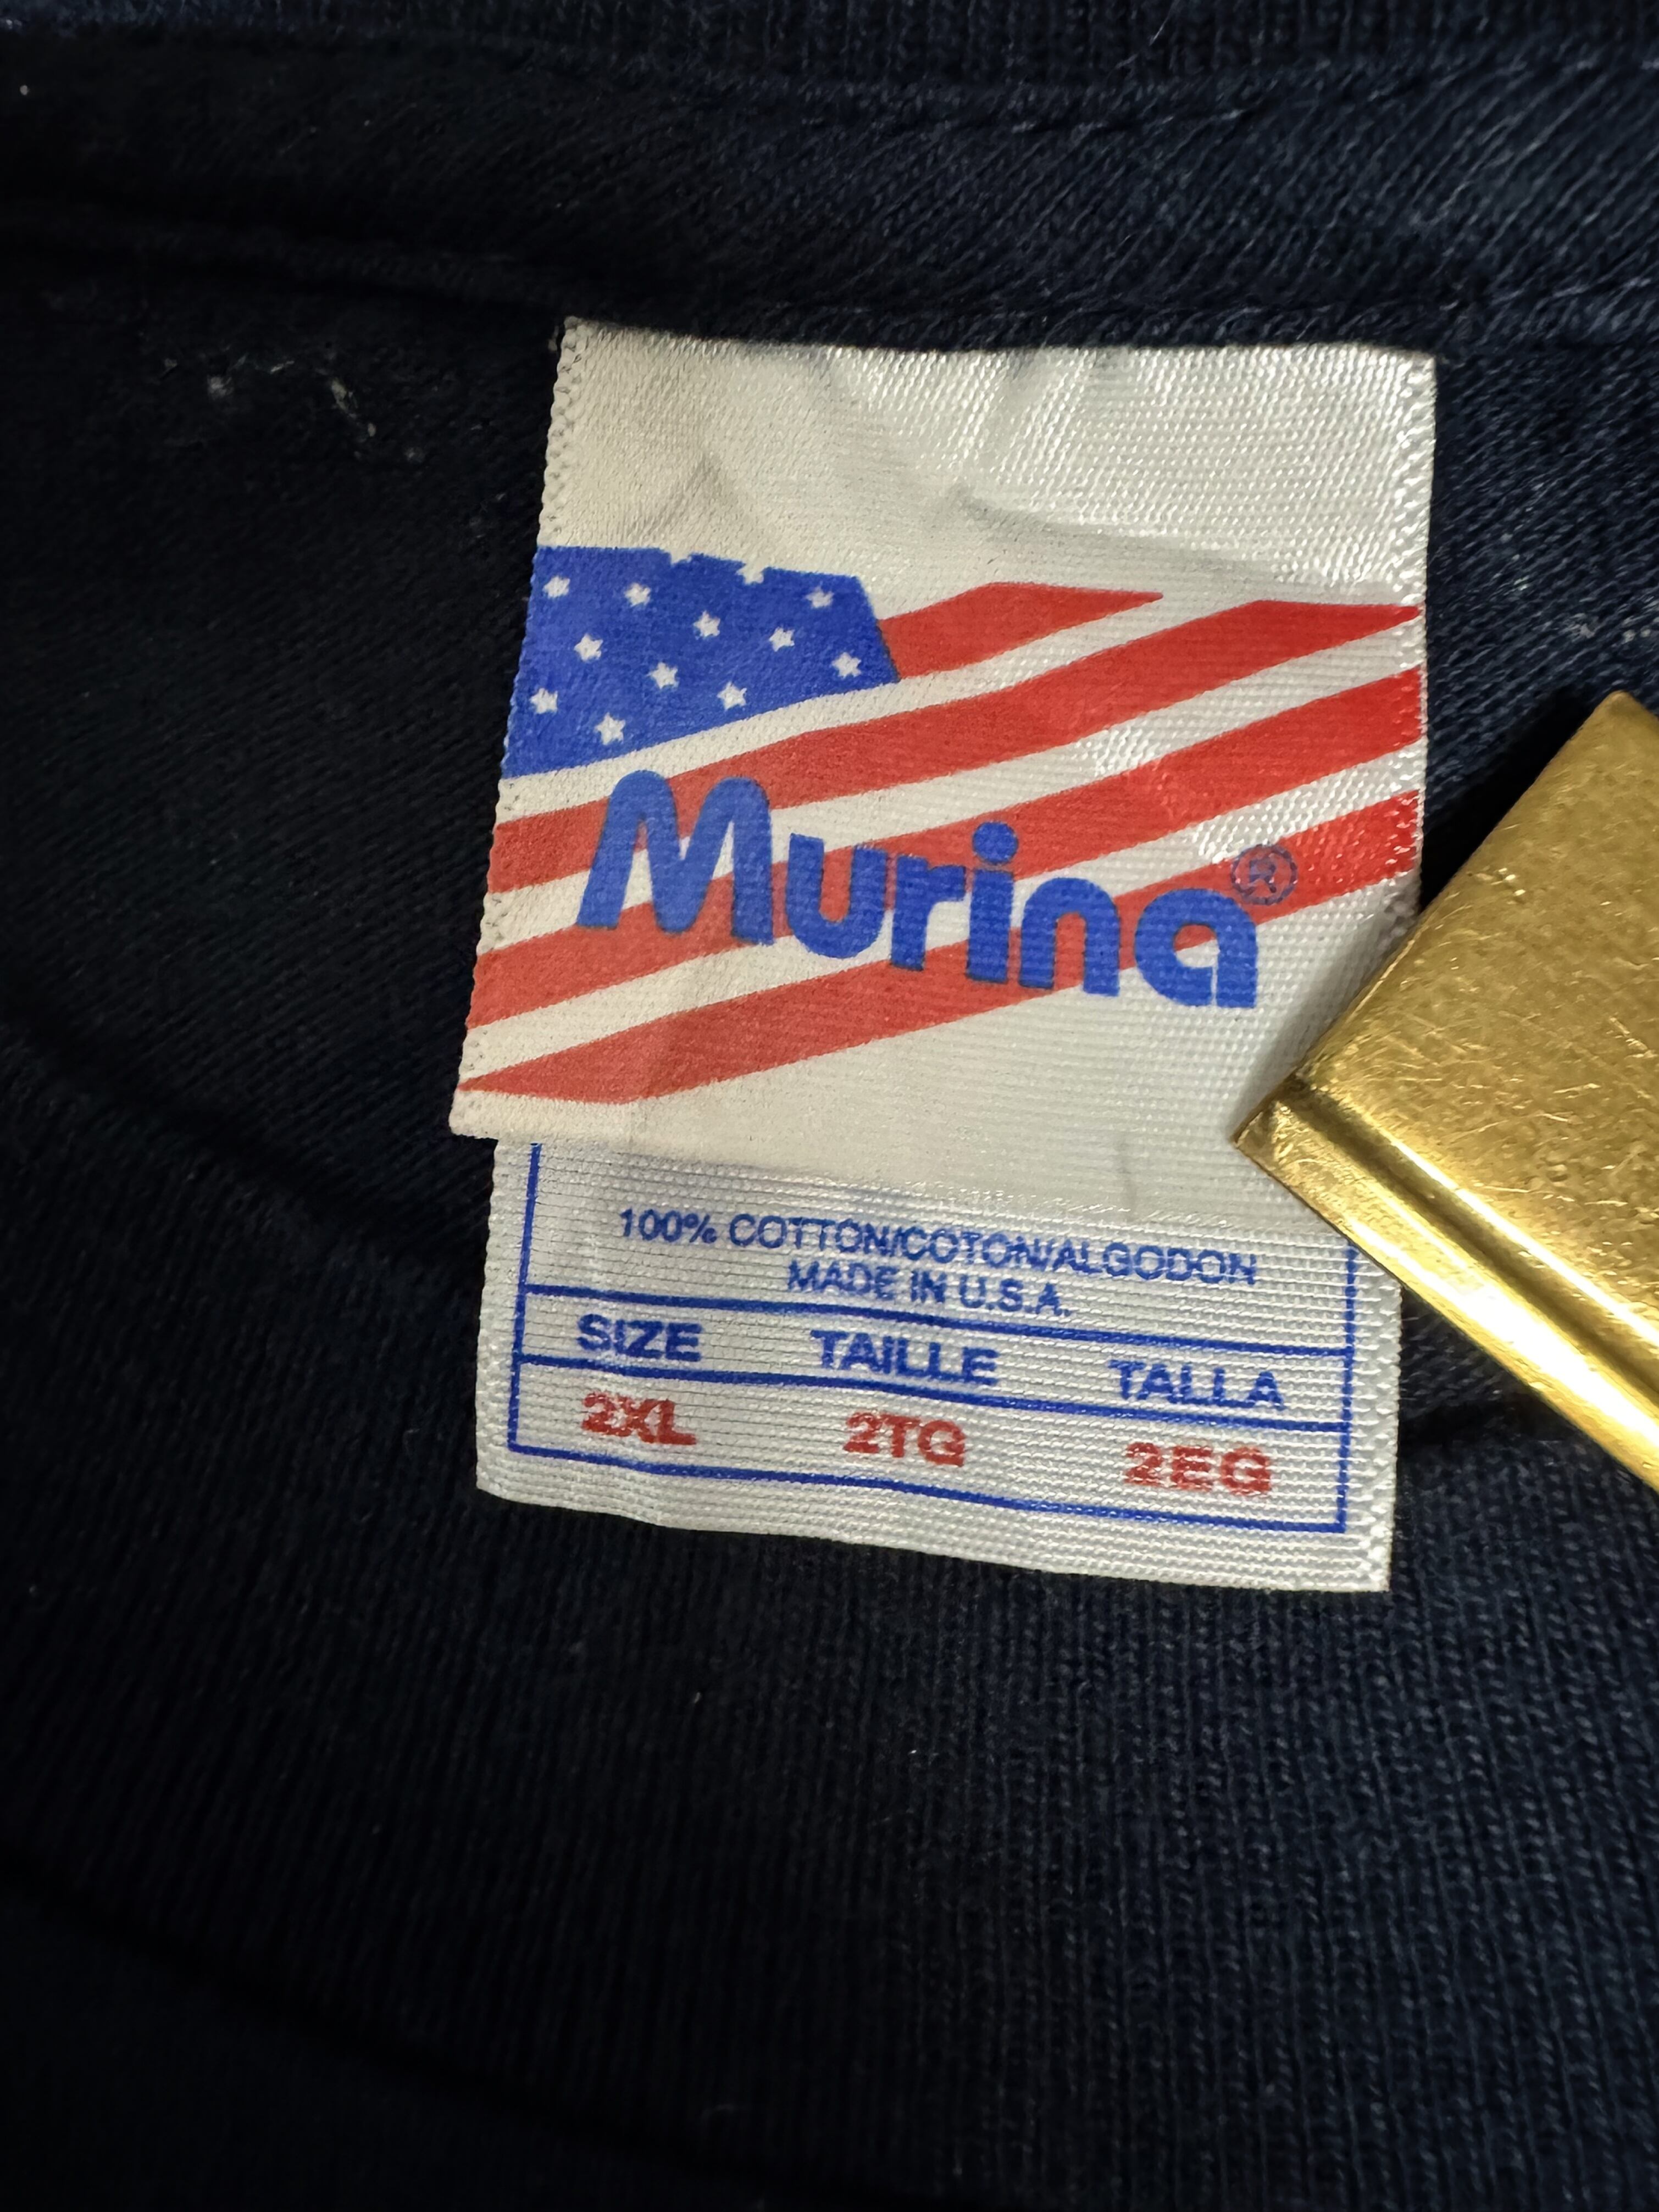 Murina®
100% COTTON/COTON/ALGODON
MADE IN U.S.A.
SIZE TAILLE TALLA
2XL 2TG 2EG